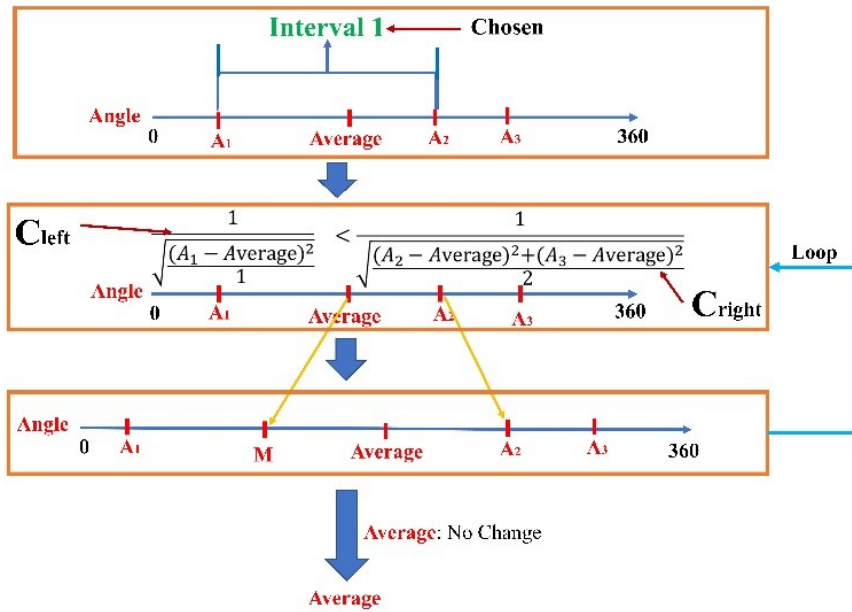 Interval 1 Chosen
Angle 0 A₁ Average A₂ A₃ 360
C_left 1/√((A₁ − Average)²/1) < 1/√(((A₂ − Average)²+(A₃ − Average)²)/2)
Loop
Angle 0 A₁ Average A₂ A₃ 360
C_right
Angle 0 A₁ M Average A₂ A₃ 360
Average: No Change
Average